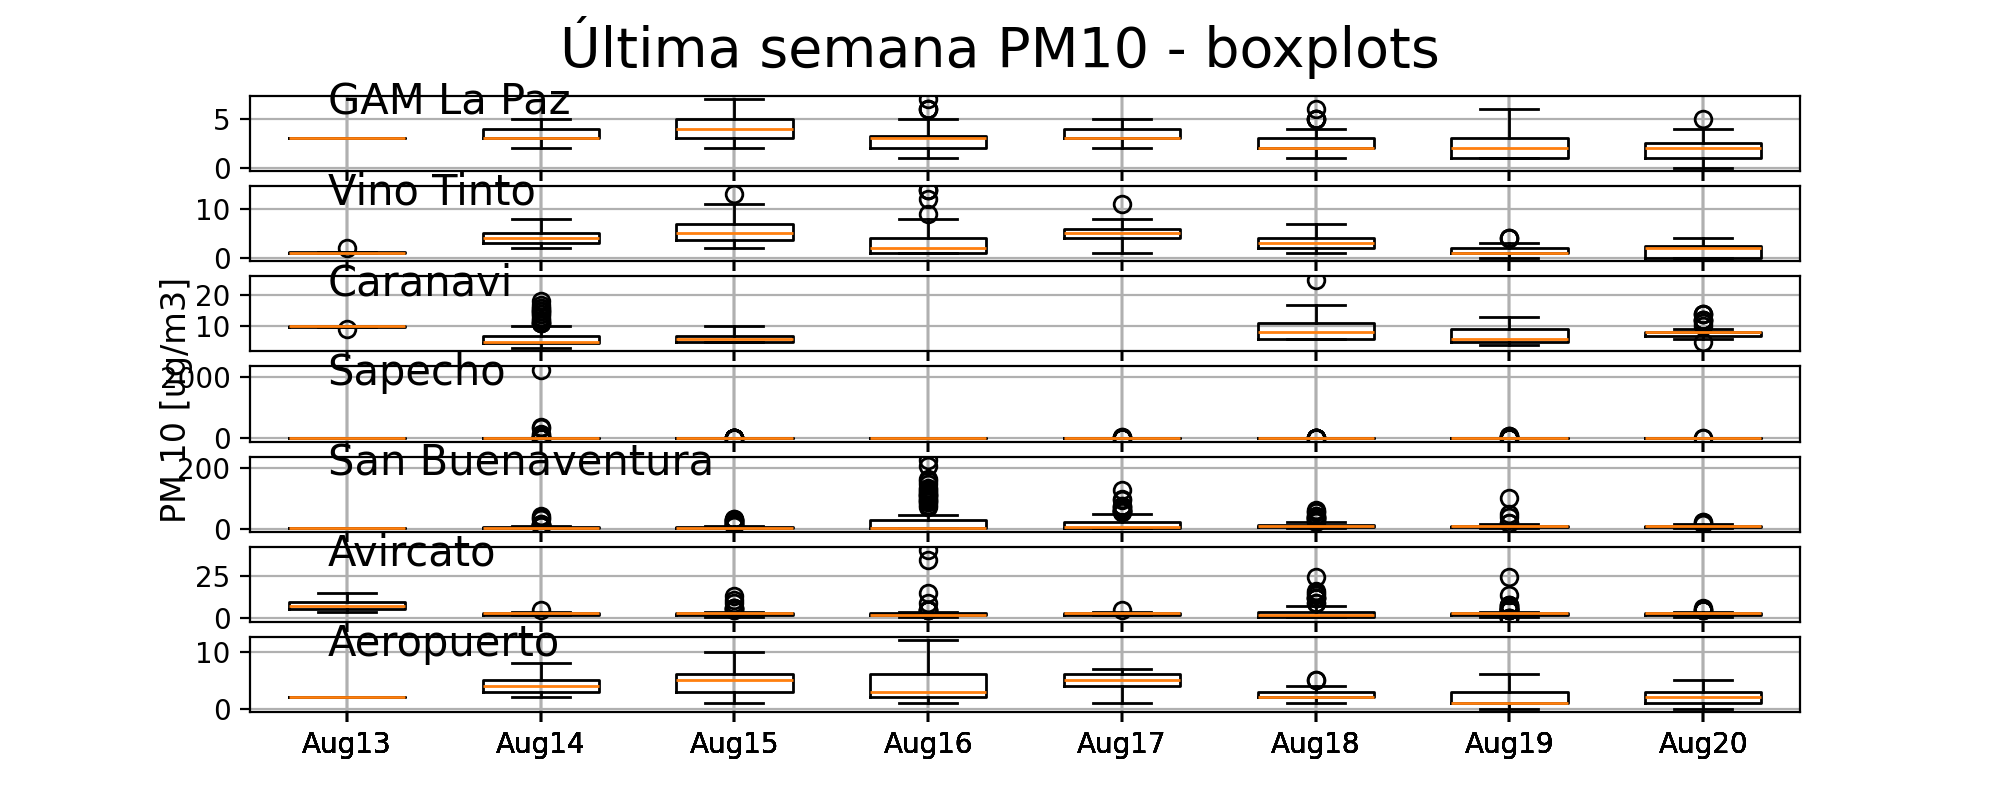 Última semana PM10 - boxplots
GAM La Paz
5
0
Vino Tinto
10
0
Caranavi
20
10
PM 10 [ug/m3]
Sapecho
2000
0
San Buenaventura
200
0
Avircato
25
0
Aeropuerto
10
0
Aug13 Aug14 Aug15 Aug16 Aug17 Aug18 Aug19 Aug20